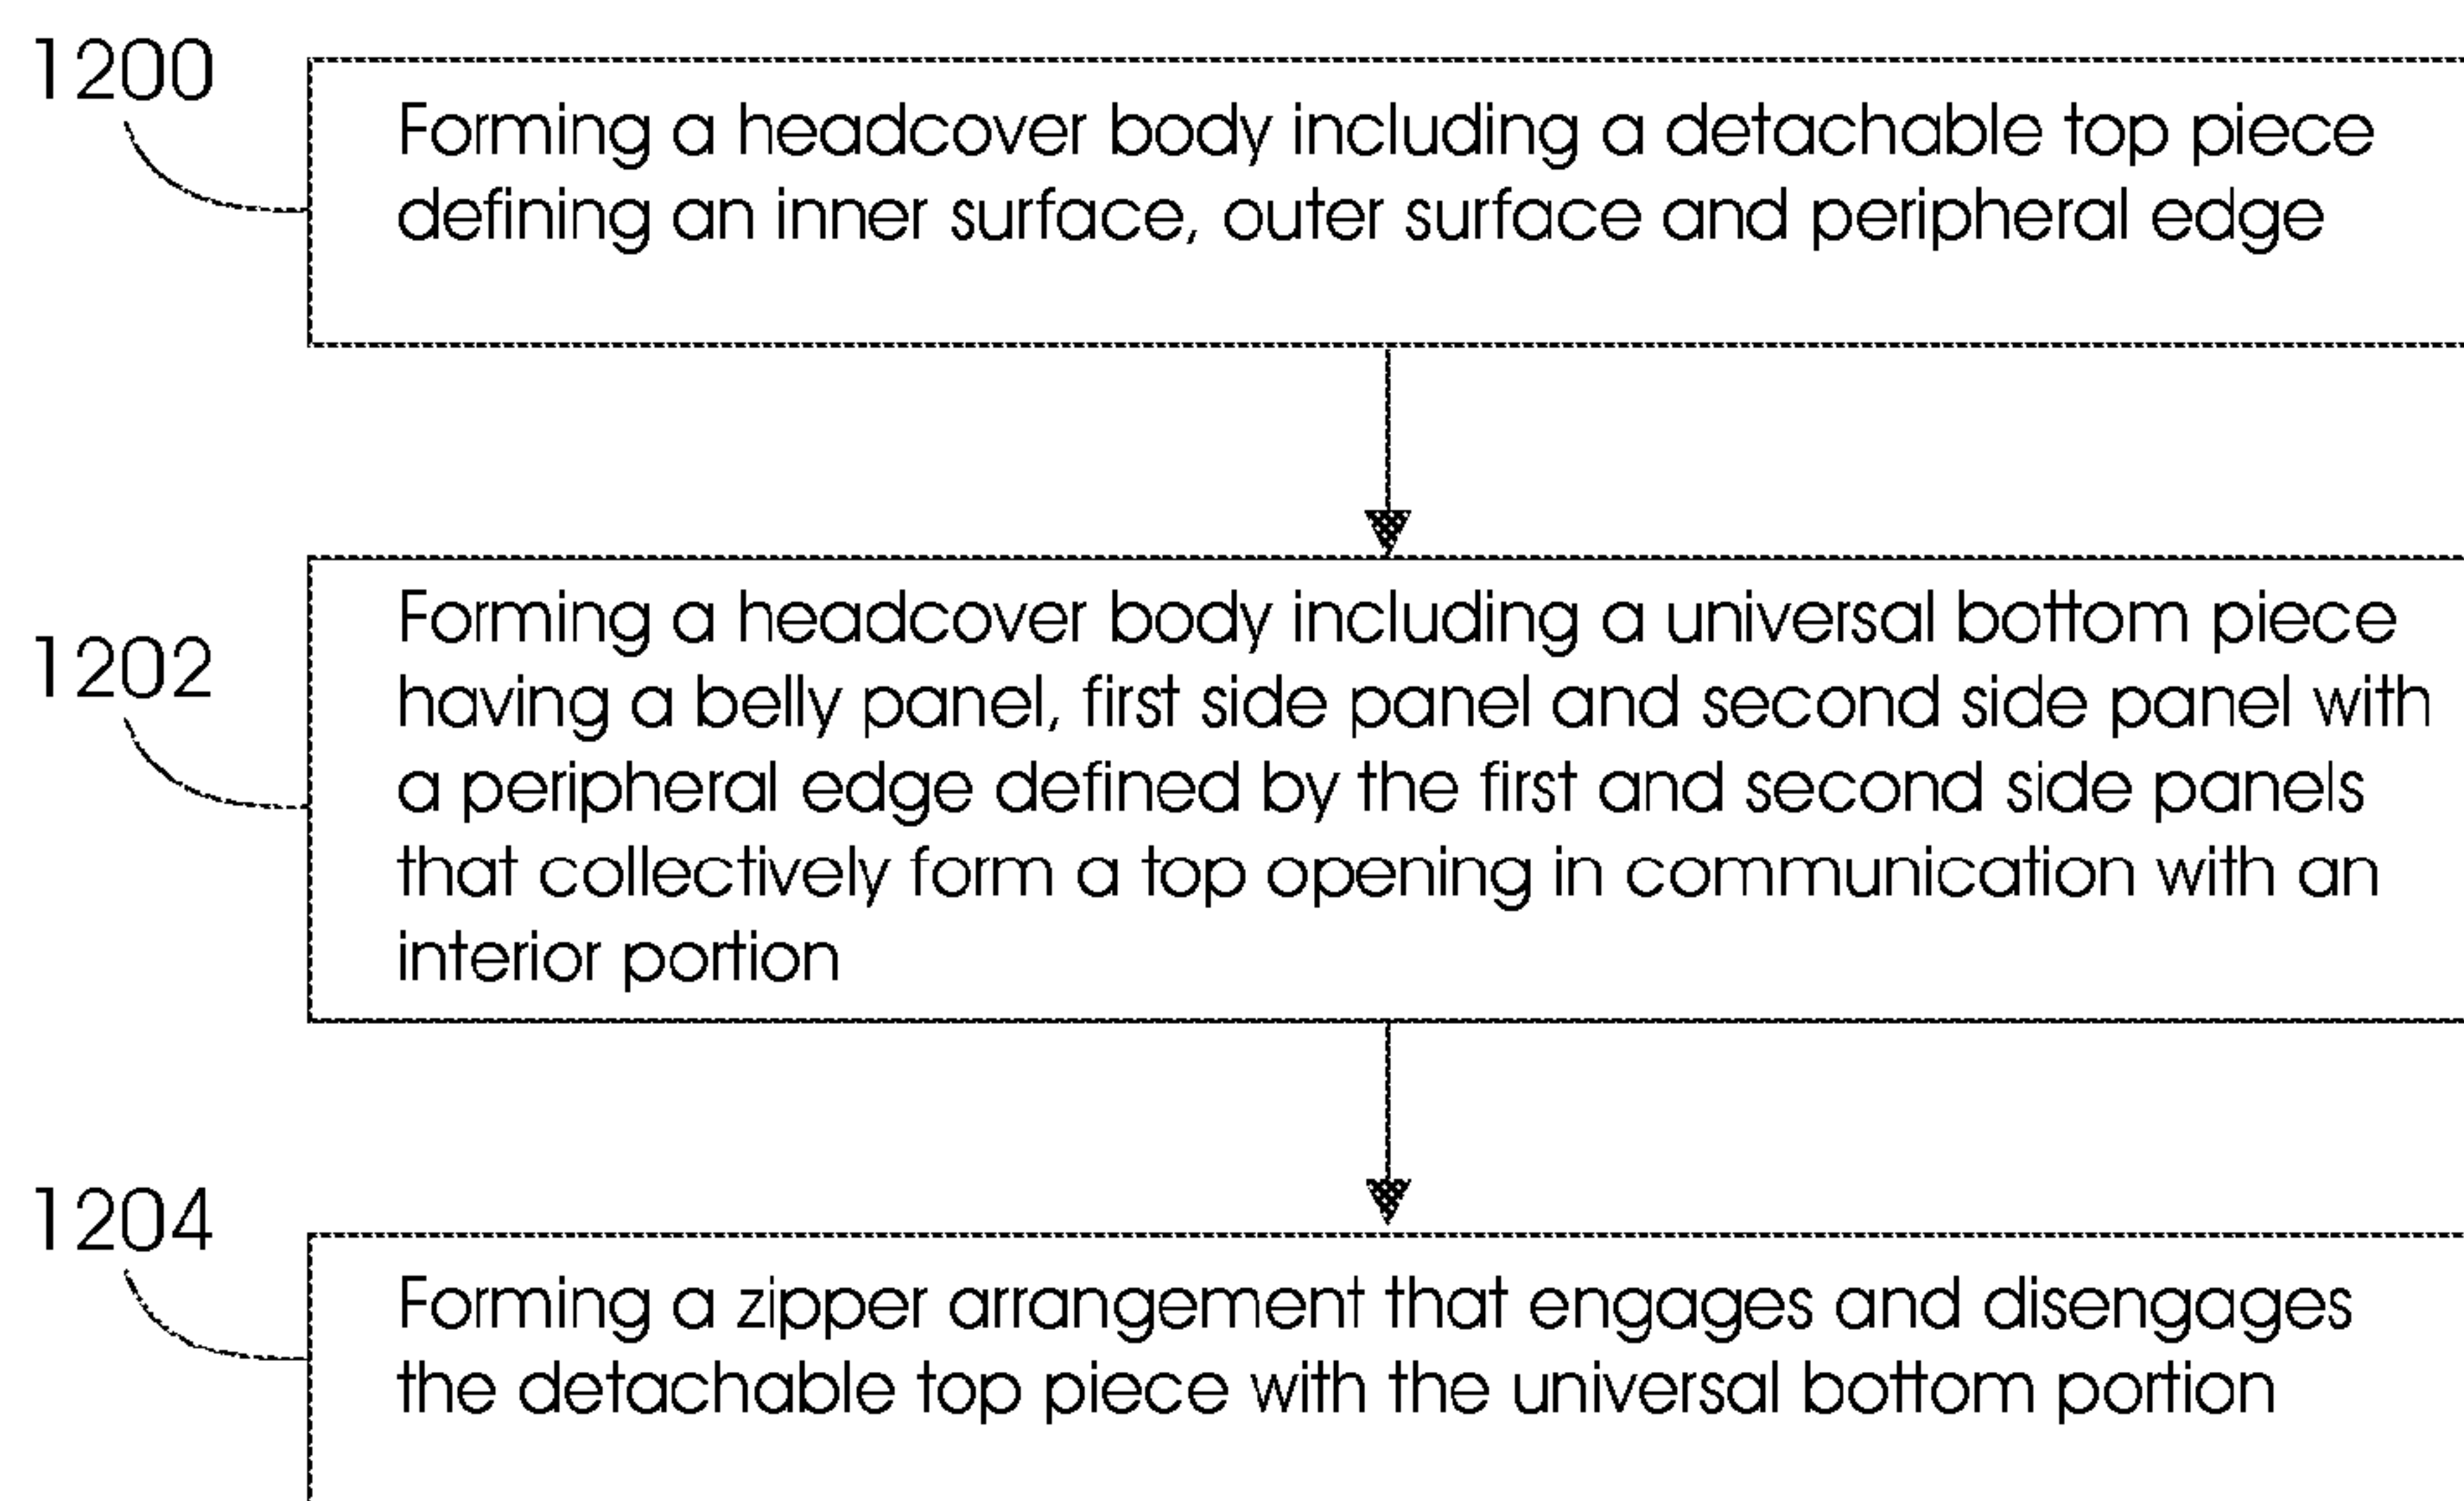 1200
Forming a headcover body including a detachable top piece
defining an inner surface, outer surface and peripheral edge
1202
Forming a headcover body including a universal bottom piece
having a belly panel, first side panel and second side panel with
a peripheral edge defined by the first and second side panels
that collectively form a top opening in communication with an
interior portion
1204
Forming a zipper arrangement that engages and disengages
the detachable top piece with the universal bottom portion